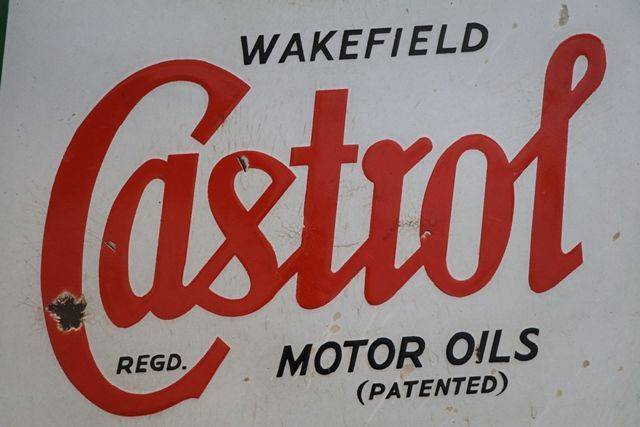 WAKEFIELD
Castrol
REGD.
MOTOR OILS
(PATENTED)